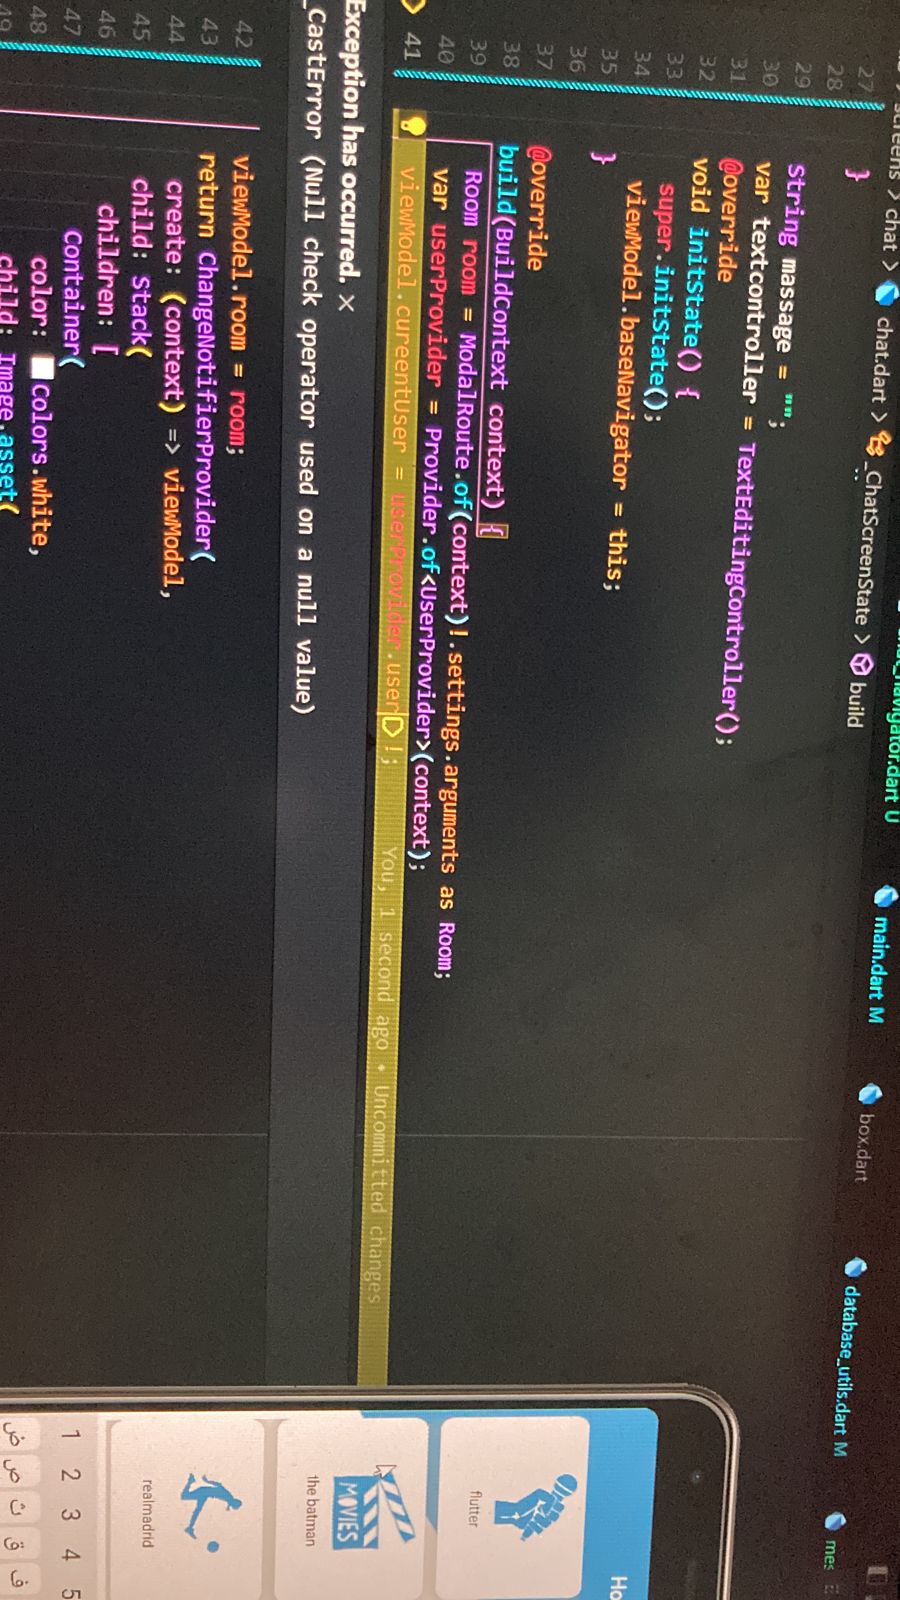 screens > chat > chat.dart > _ChatScreenState > build
main.dart M
box.dart
database_utils.dart M
mes
27 }
28
29 String massage = "";
30 var textcontroller = TextEditingController();
31 @override
32 void initState() {
33 super.initState();
34 viewModel.baseNavigator = this;
35 }
36
37 @override
38 build(BuildContext context) {
39 Room room = ModalRoute.of(context)!.settings.arguments as Room;
40 var userProvider = Provider.of<UserProvider>(context);
41 viewModel.cureentUser = userProvider.user!; You, 1 second ago • Uncommitted changes
Exception has occurred. ×
_CastError (Null check operator used on a null value)
42 viewModel.room = room;
43 return ChangeNotifierProvider(
44 create: (context) => viewModel,
45 child: Stack(
46 children: [
47 Container(
48 color: Colors.white,
49 child: Image.asset(
Ho
flutter
MOVIES
the batman
realmadrid
1 2 3 4 5
ض ص ث ق ف